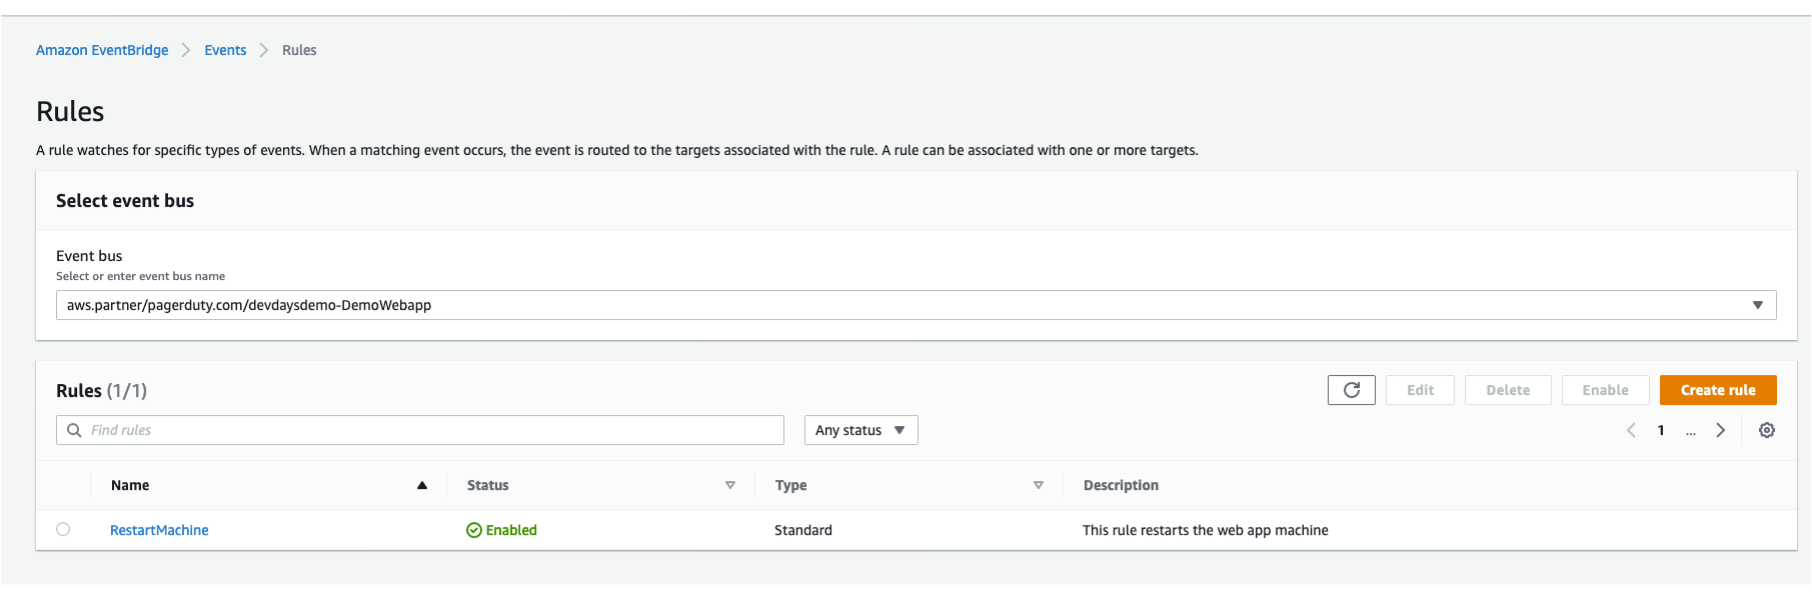 Amazon EventBridge > Events > Rules
Rules
A rule watches for specific types of events. When a matching event occurs, the event is routed to the targets associated with the rule. A rule can be associated with one or more targets.
Select event bus
Event bus
Select or enter event bus name
aws.partner/pagerduty.com/devdaysdemo-DemoWebapp
Rules (1/1)
Edit
Delete
Enable
Create rule
Find rules
Any status
1 ...
Name
Status
Type
Description
RestartMachine
Enabled
Standard
This rule restarts the web app machine